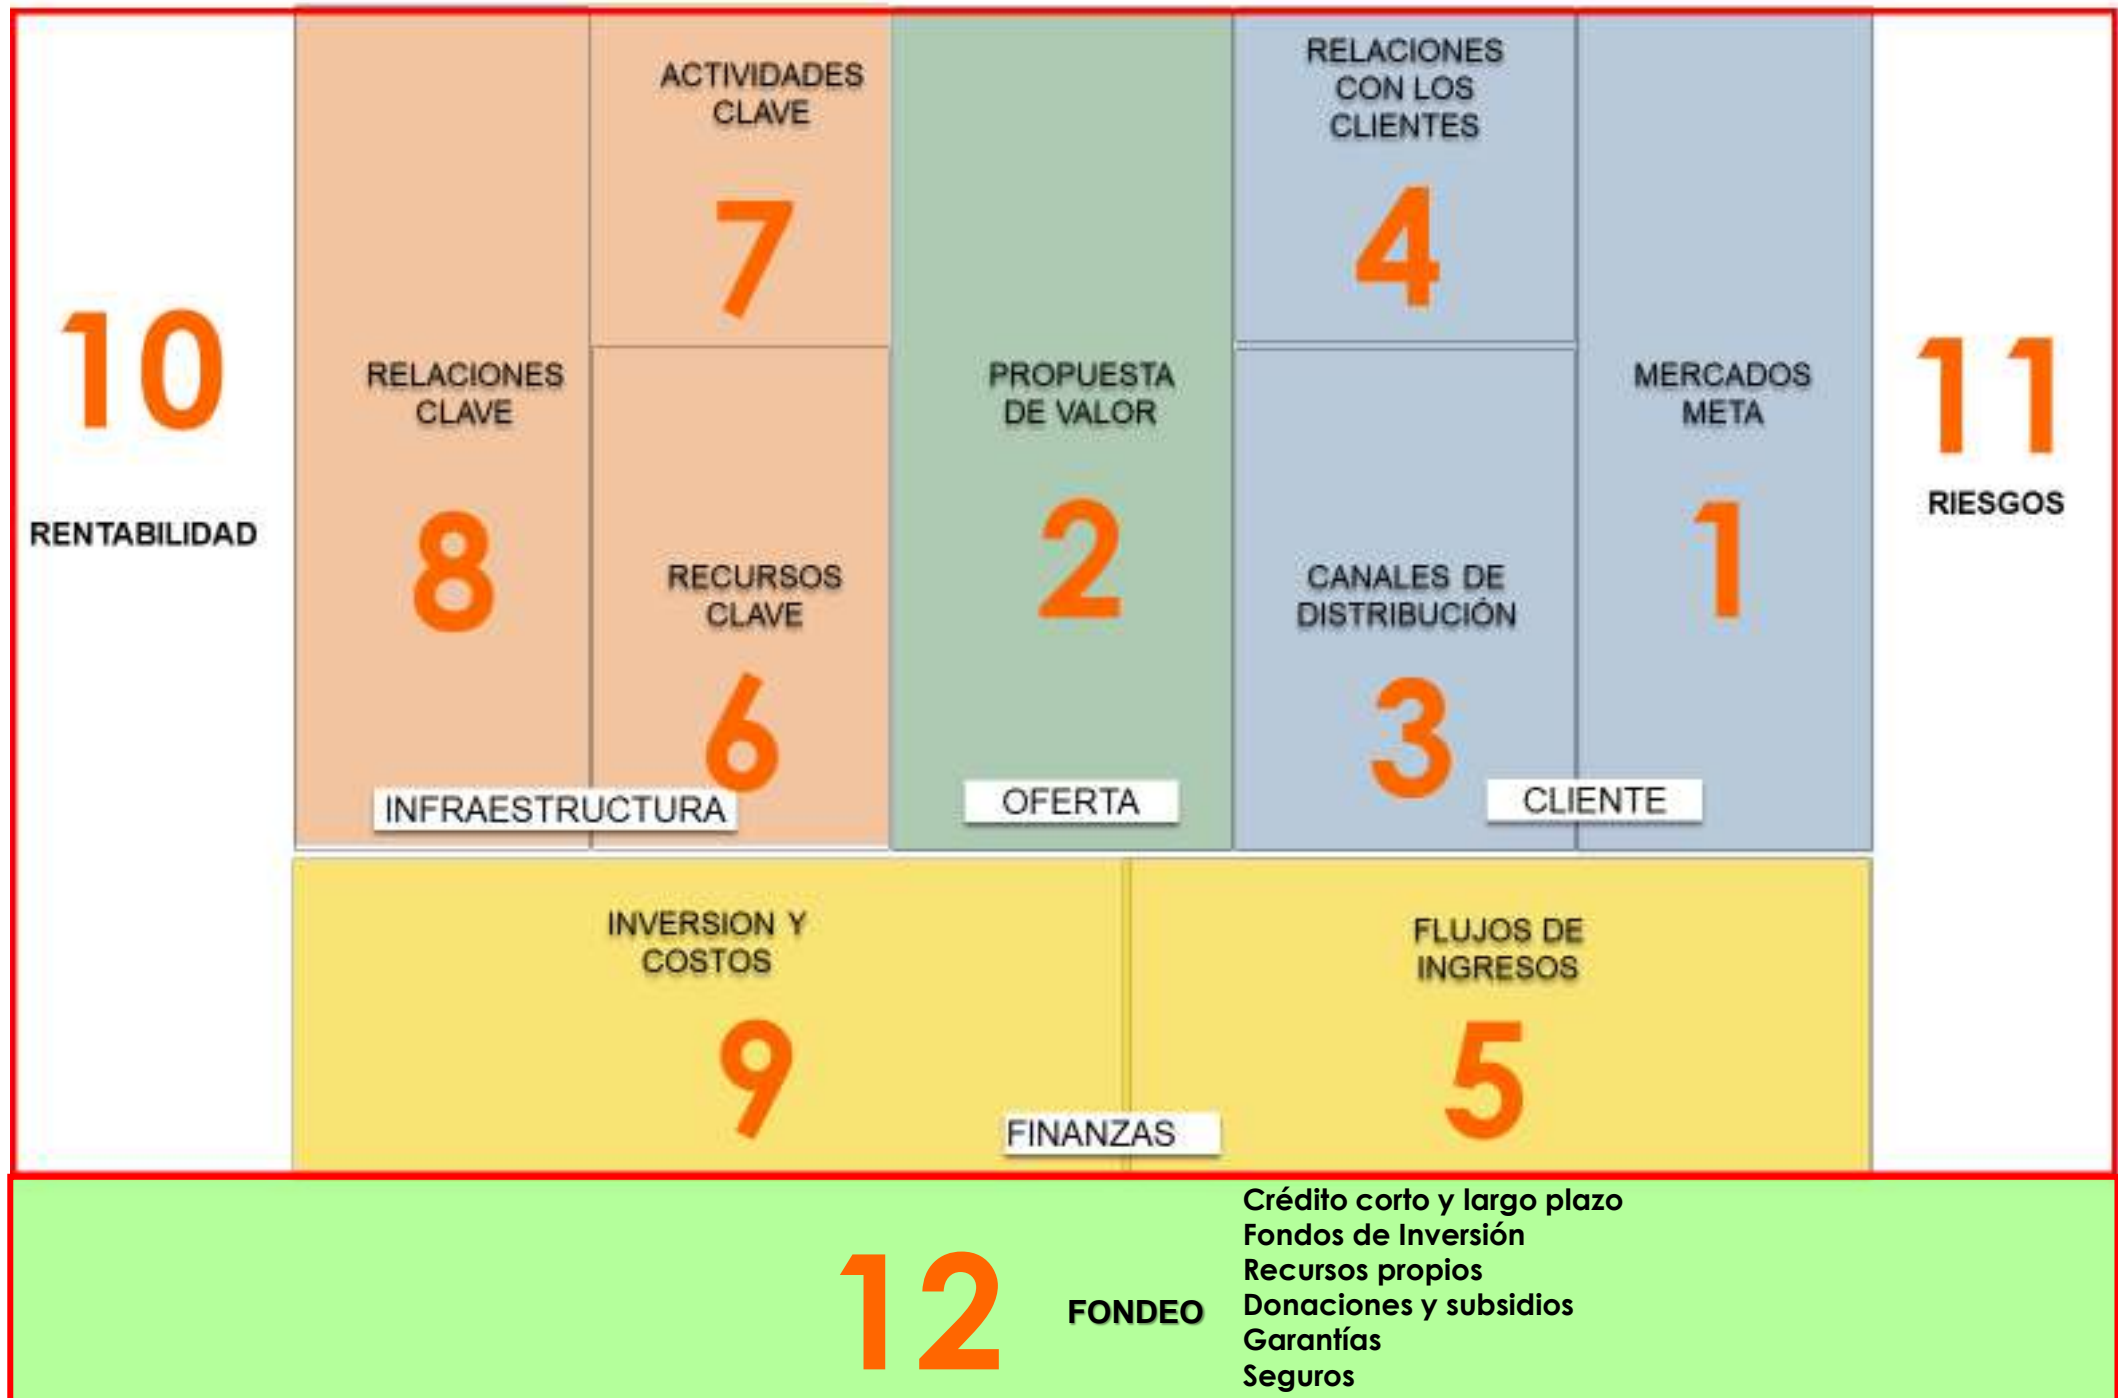 ACTIVIDADES
CLAVE
7
RELACIONES
CON LOS
CLIENTES
4
10
RENTABILIDAD
RELACIONES
CLAVE
8
RECURSOS
CLAVE
6
INFRAESTRUCTURA
PROPUESTA
DE VALOR
2
OFERTA
CANALES DE
DISTRIBUCIÓN
3
MERCADOS
META
1
CLIENTE
11
RIESGOS
INVERSION Y
COSTOS
9
FLUJOS DE
INGRESOS
5
FINANZAS
12
FONDEO
Crédito corto y largo plazo
Fondos de Inversión
Recursos propios
Donaciones y subsidios
Garantías
Seguros